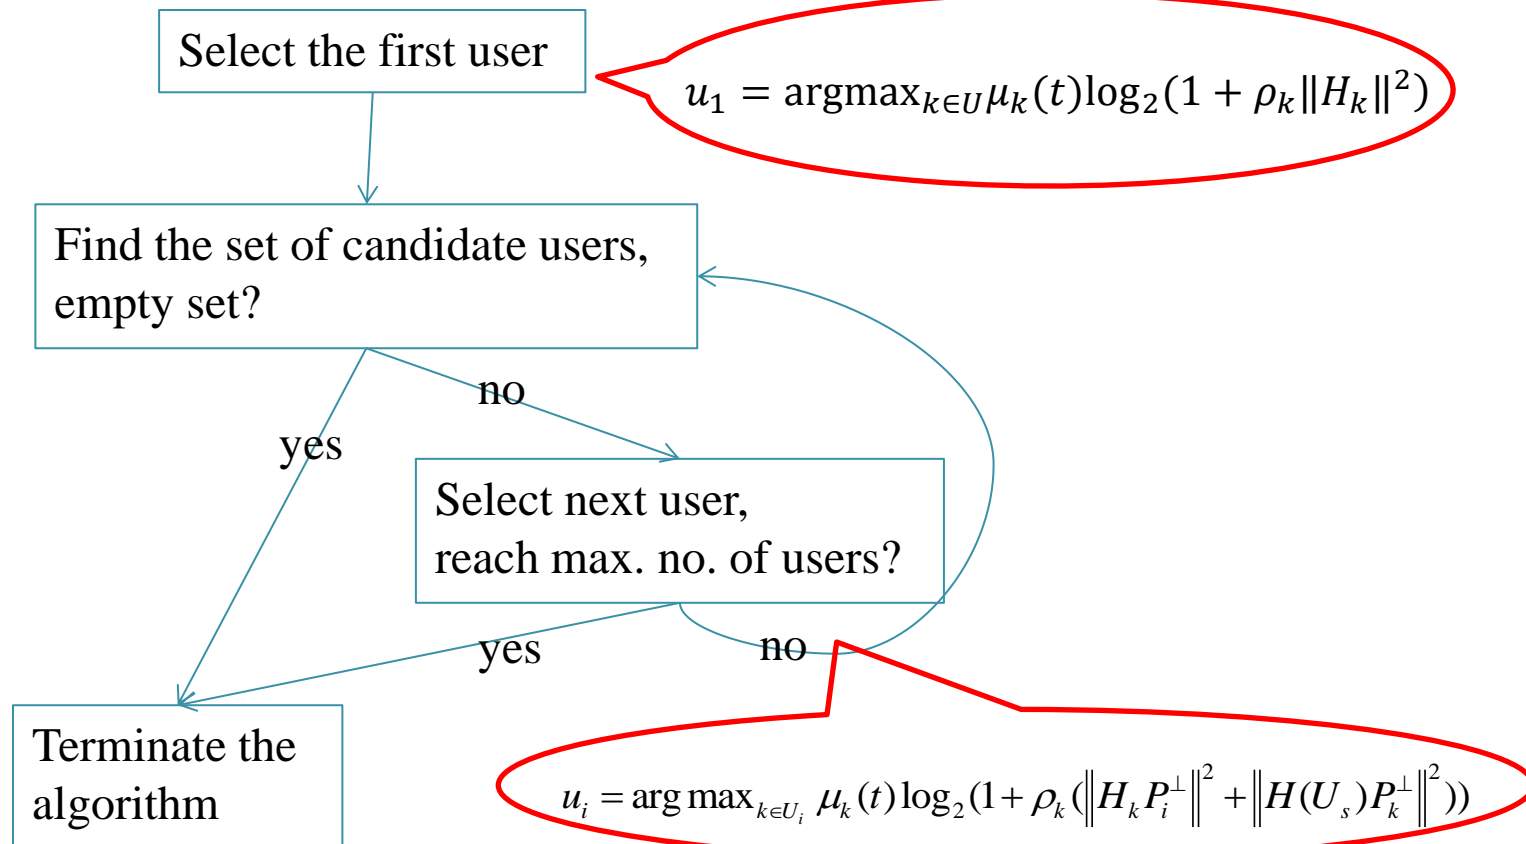 Select the first user
u₁ = argmax_{k∈U} μ_k(t)log₂(1 + ρ_k‖H_k‖²)
Find the set of candidate users,
empty set?
no
yes
Select next user,
reach max. no. of users?
yes
no
Terminate the
algorithm
u_i = arg max_{k∈U_i} μ_k(t) log₂(1 + ρ_k(‖H_k P_i^⊥‖² + ‖H(U_s)P_k^⊥‖²))